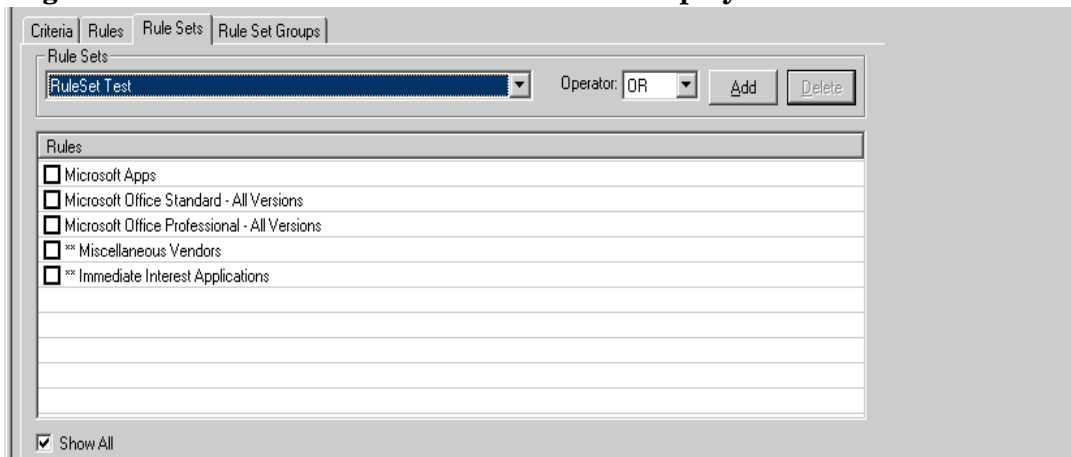 Criteria Rules Rule Sets Rule Set Groups
Rule Sets
RuleSet Test Operator: OR Add Delete
Rules
Microsoft Apps
Microsoft Office Standard - All Versions
Microsoft Office Professional - All Versions
** Miscellaneous Vendors
** Immediate Interest Applications
Show All